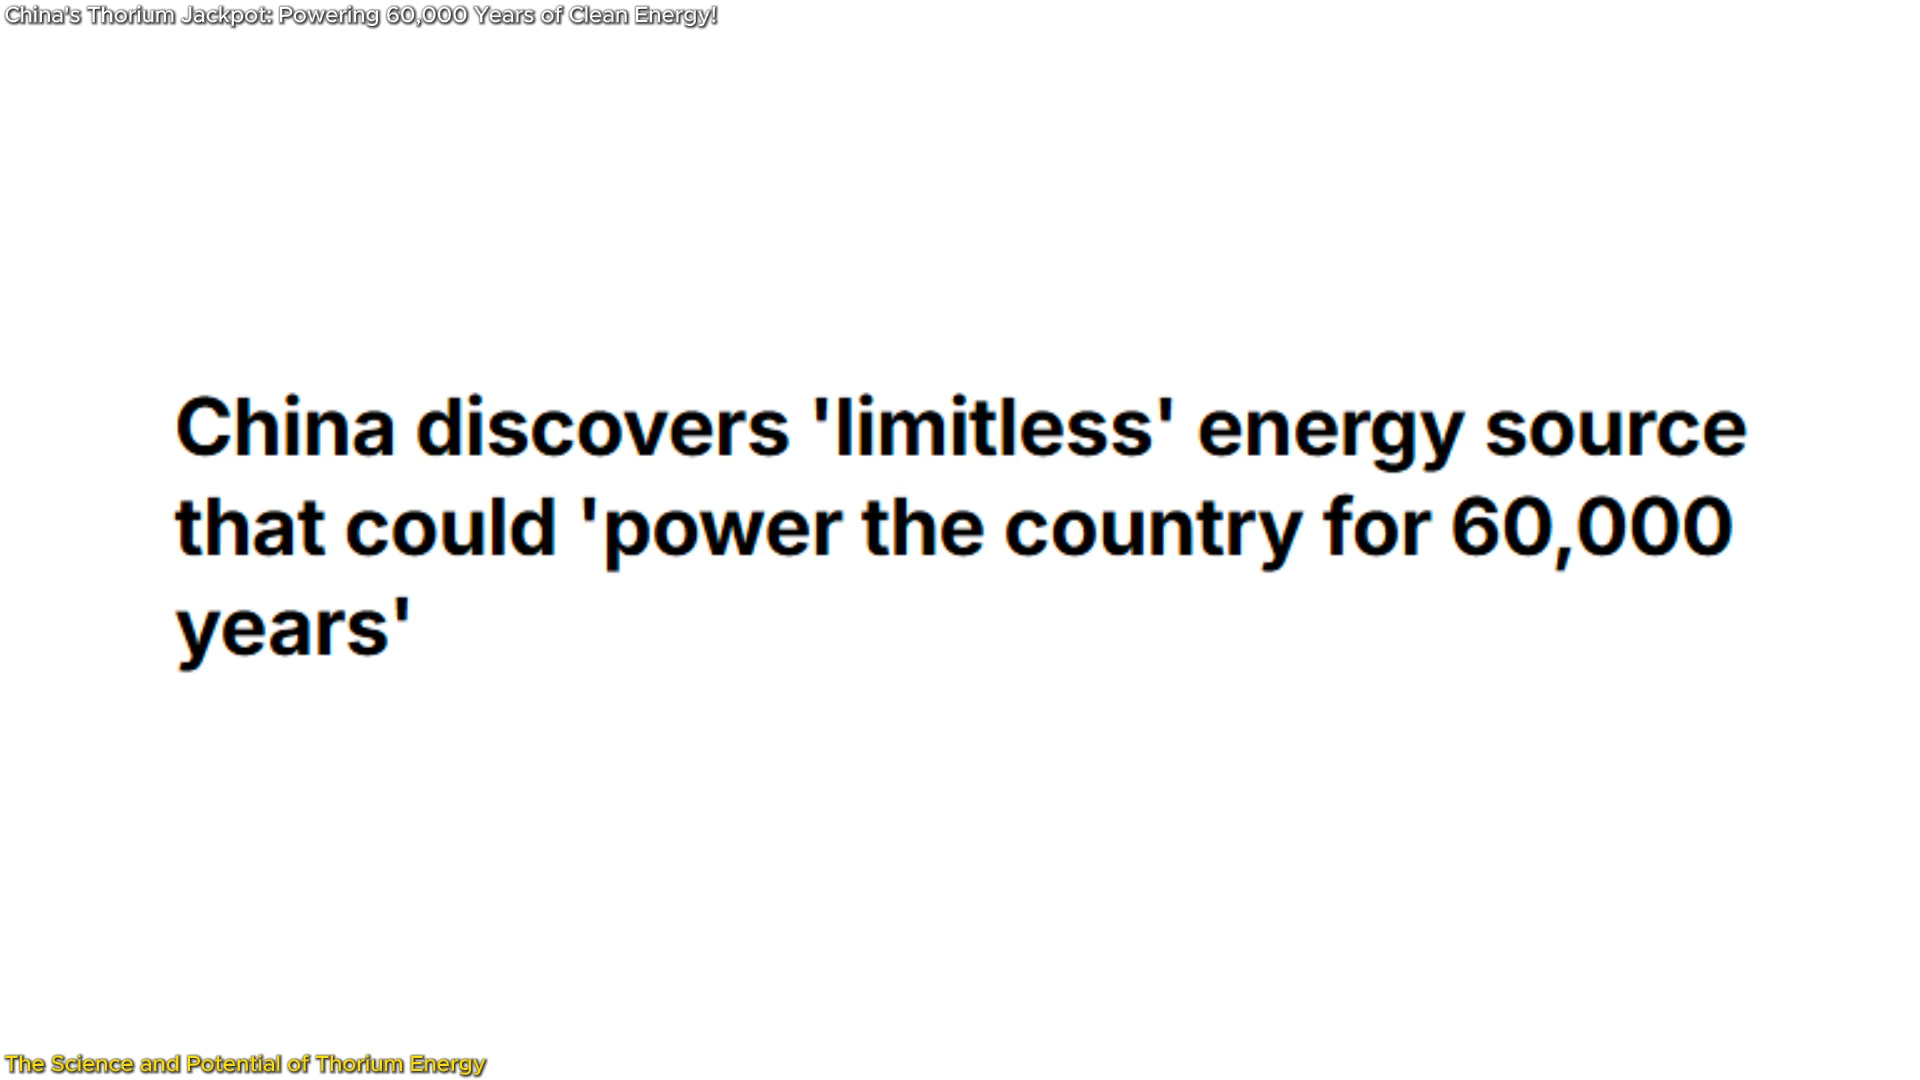 China's Thorium Jackpot: Powering 60,000 Years of Clean Energy!
China discovers 'limitless' energy source
that could 'power the country for 60,000
years'
The Science and Potential of Thorium Energy